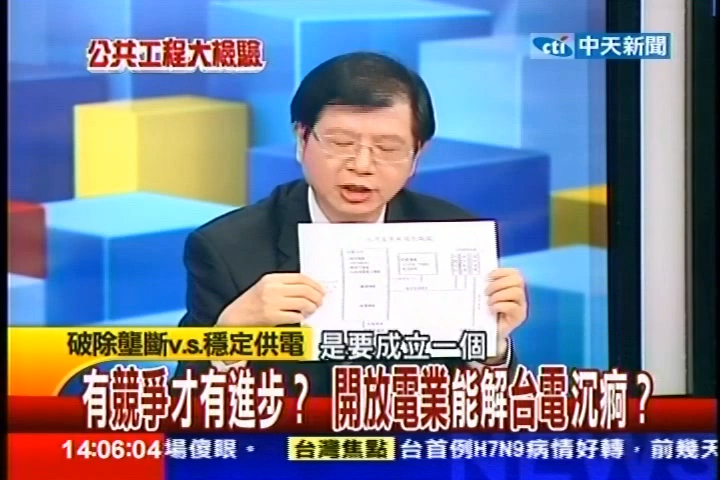 公共工程大檢驗
cti 中天新聞
破除壟斷v.s.穩定供電
是要成立一個
有競爭才有進步？ 開放電業能解台電沉痾？
14:06:04 場傻眼。 台灣焦點 台首例H7N9病情好轉，前幾天
NEWS